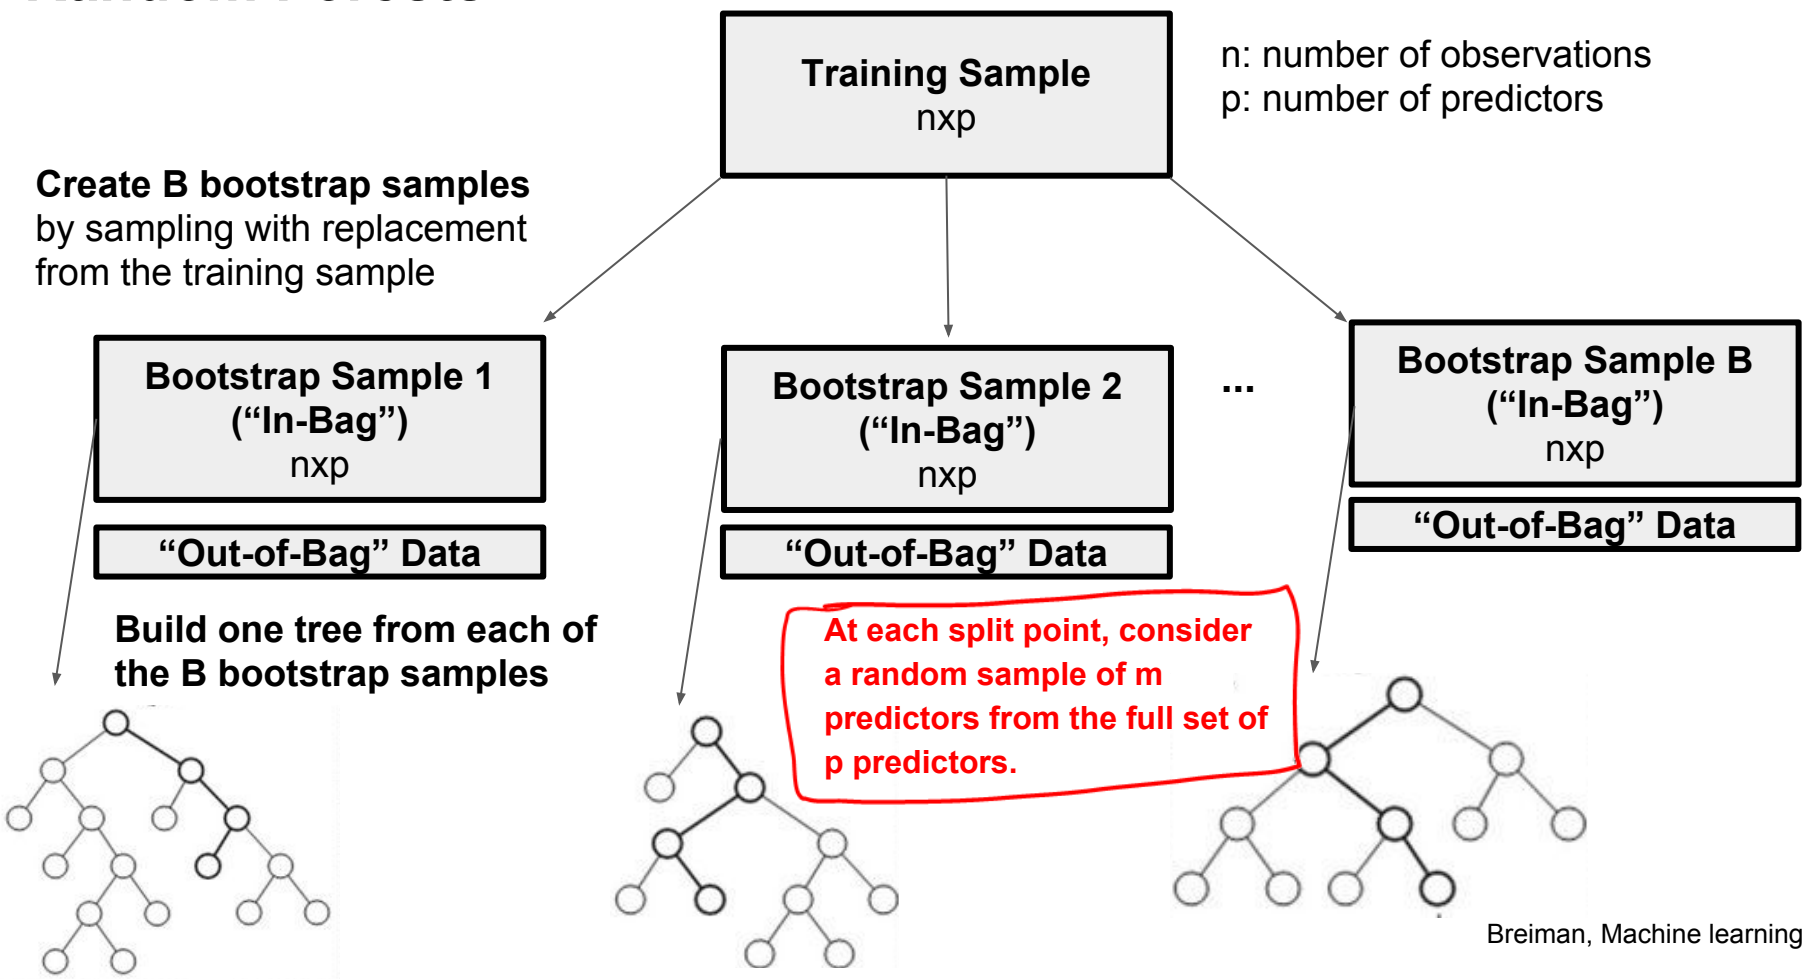 Training Sample
nxp
n: number of observations
p: number of predictors
Create B bootstrap samples
by sampling with replacement
from the training sample
Bootstrap Sample 1
(“In-Bag”)
nxp
“Out-of-Bag” Data
Bootstrap Sample 2
(“In-Bag”)
nxp
“Out-of-Bag” Data
...
Bootstrap Sample B
(“In-Bag”)
nxp
“Out-of-Bag” Data
Build one tree from each of
the B bootstrap samples
At each split point, consider
a random sample of m
predictors from the full set of
p predictors.
Breiman, Machine learning